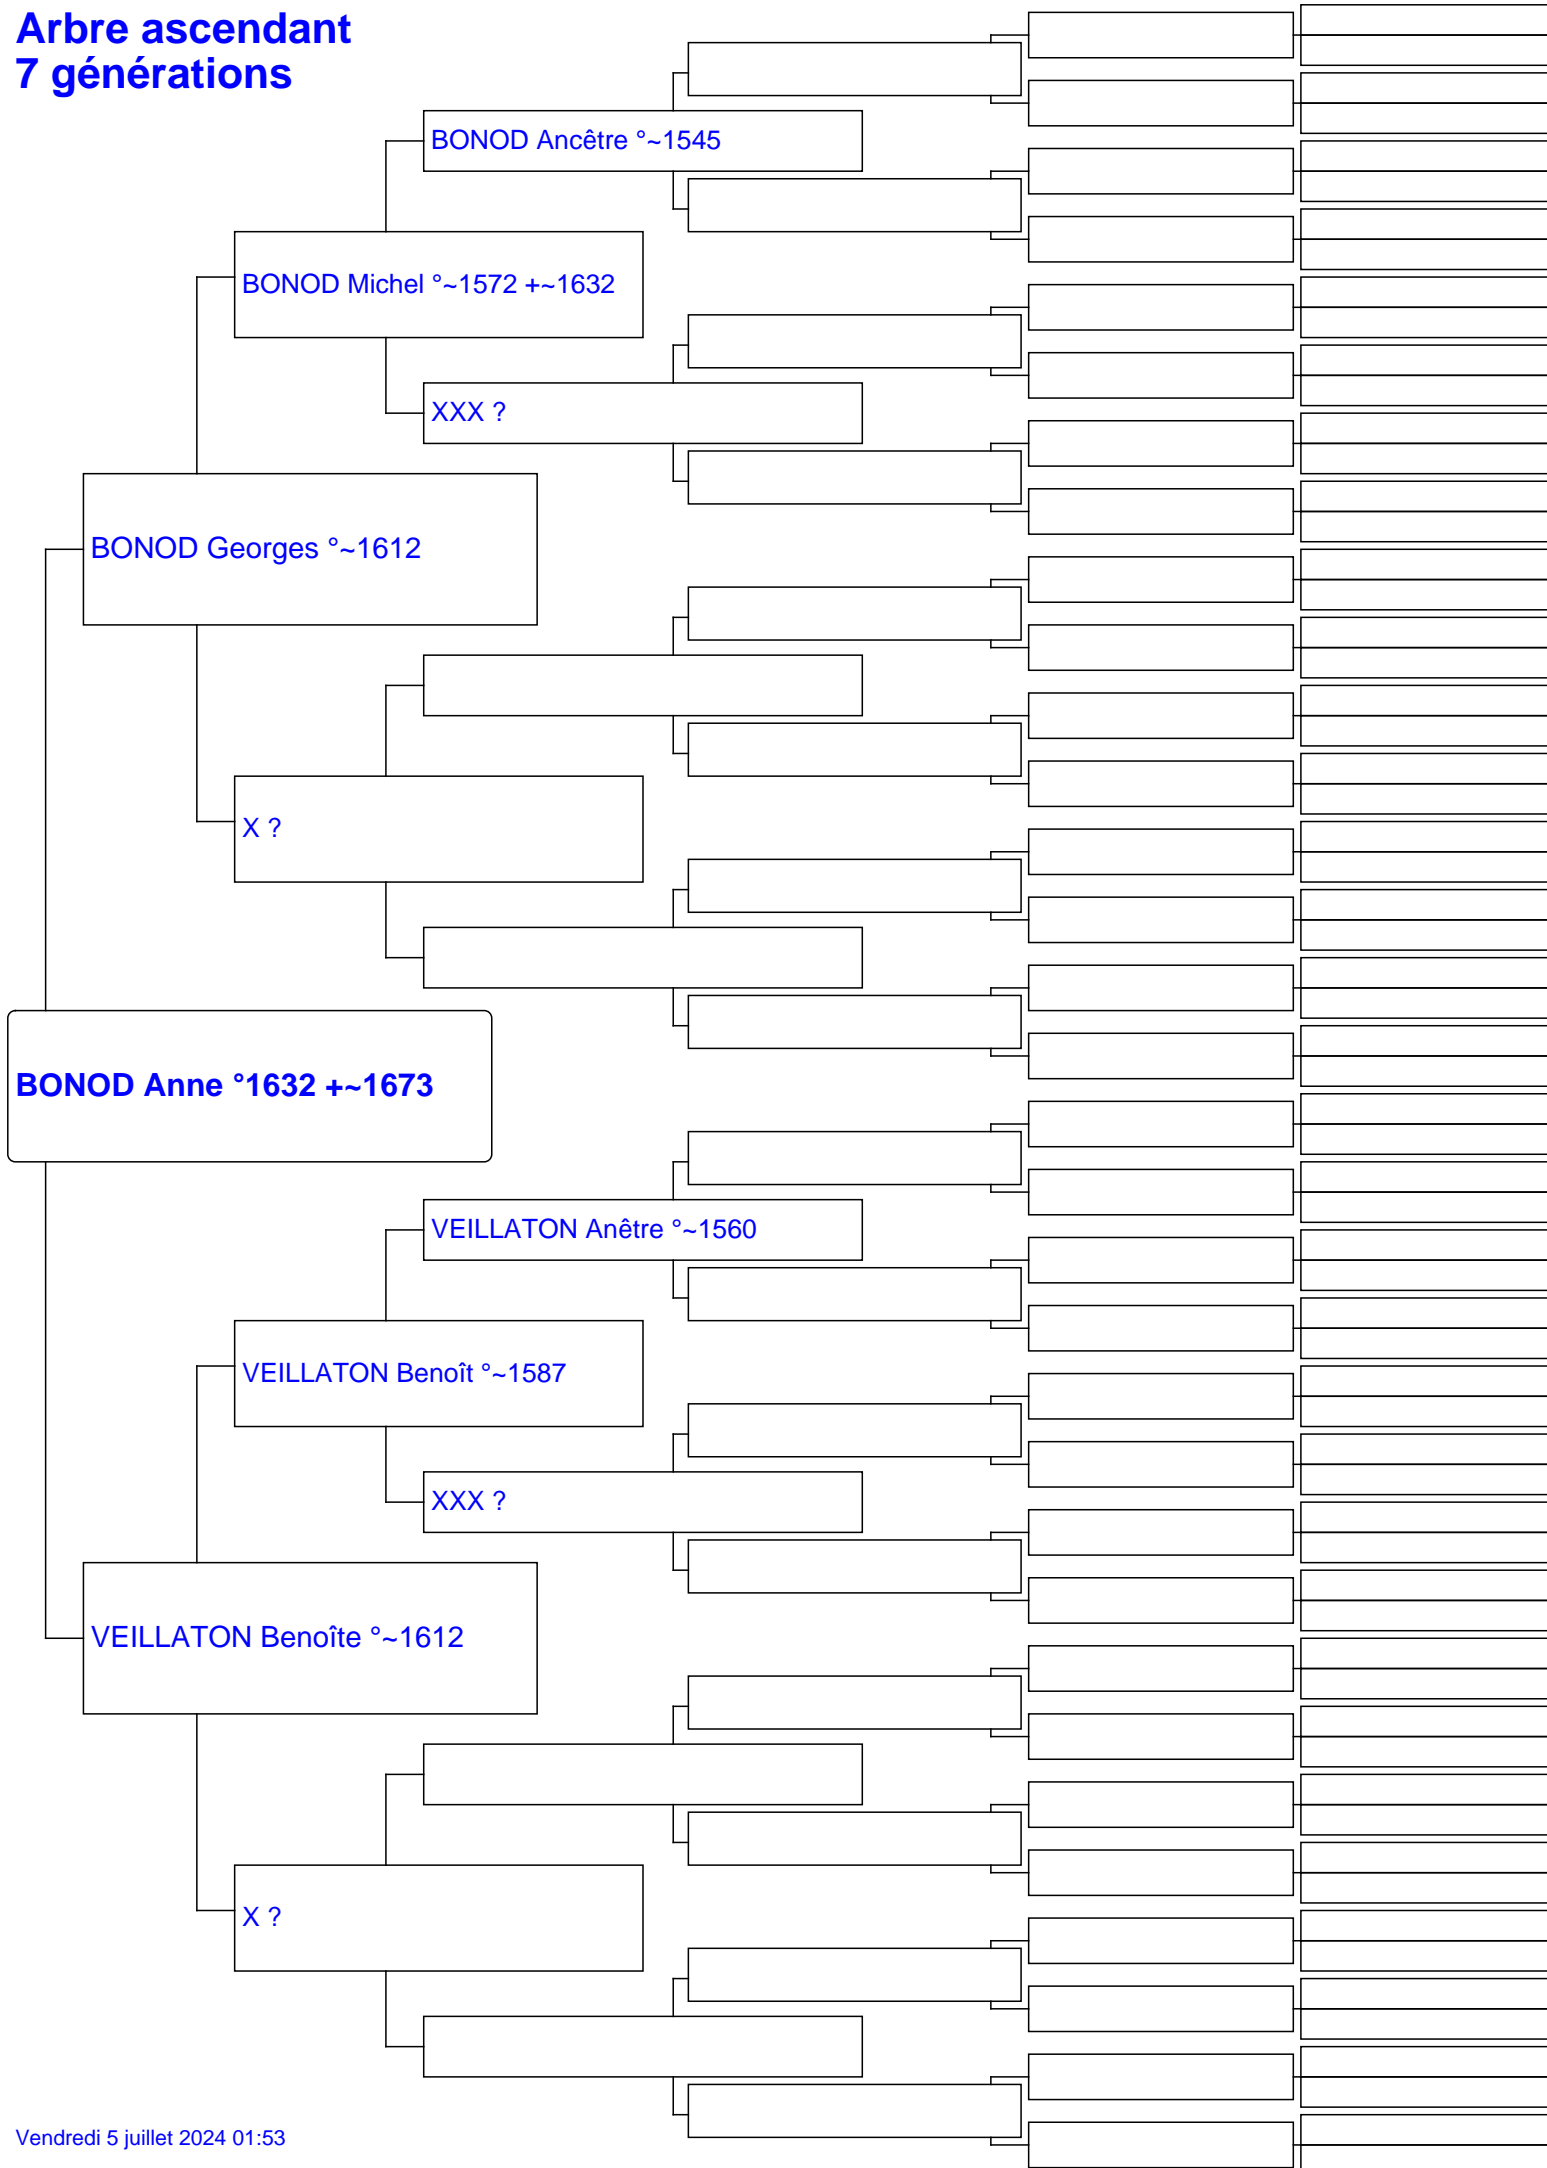 Arbre ascendant
7 générations
BONOD Ancêtre °~1545
BONOD Michel °~1572 +~1632
XXX ?
BONOD Georges °~1612
X ?
BONOD Anne °1632 +~1673
VEILLATON Anêtre °~1560
VEILLATON Benoît °~1587
XXX ?
VEILLATON Benoîte °~1612
X ?
Vendredi 5 juillet 2024 01:53